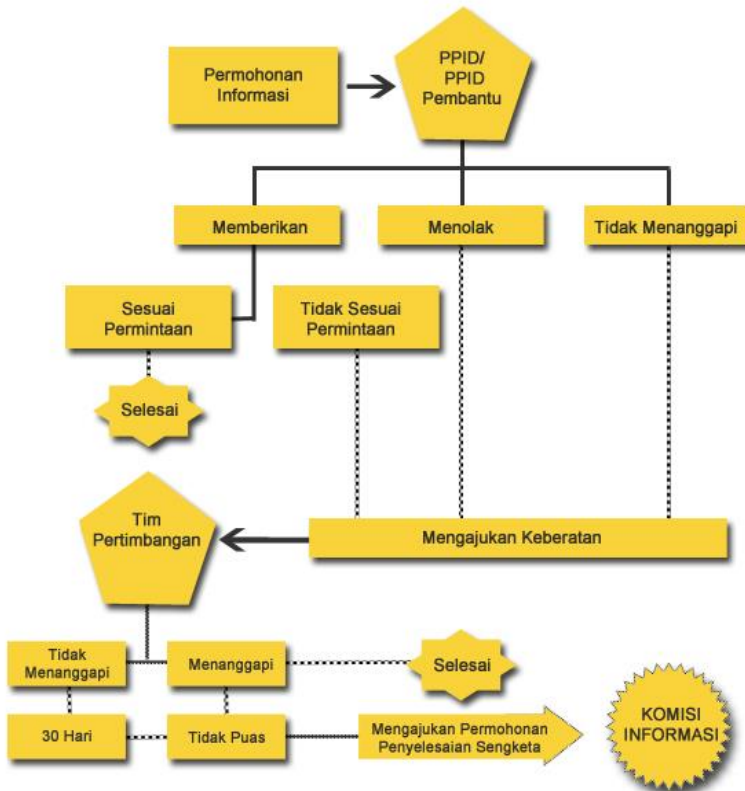 Permohonan
Informasi
PPID/
PPID
Pembantu
Memberikan
Menolak
Tidak Menanggapi
Sesuai
Permintaan
Tidak Sesuai
Permintaan
Selesai
Tim
Pertimbangan
Mengajukan Keberatan
Tidak
Menanggapi
Menanggapi
Selesai
30 Hari
Tidak Puas
Mengajukan Permohonan
Penyelesaian Sengketa
KOMISI
INFORMASI